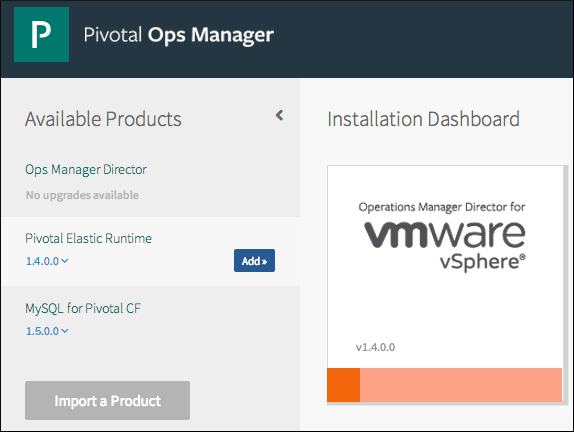 P Pivotal Ops Manager
Available Products
Ops Manager Director
No upgrades available
Pivotal Elastic Runtime
1.4.0.0
Add »
MySQL for Pivotal CF
1.5.0.0
Import a Product
Installation Dashboard
Operations Manager Director for
vmware
vSphere®
v1.4.0.0